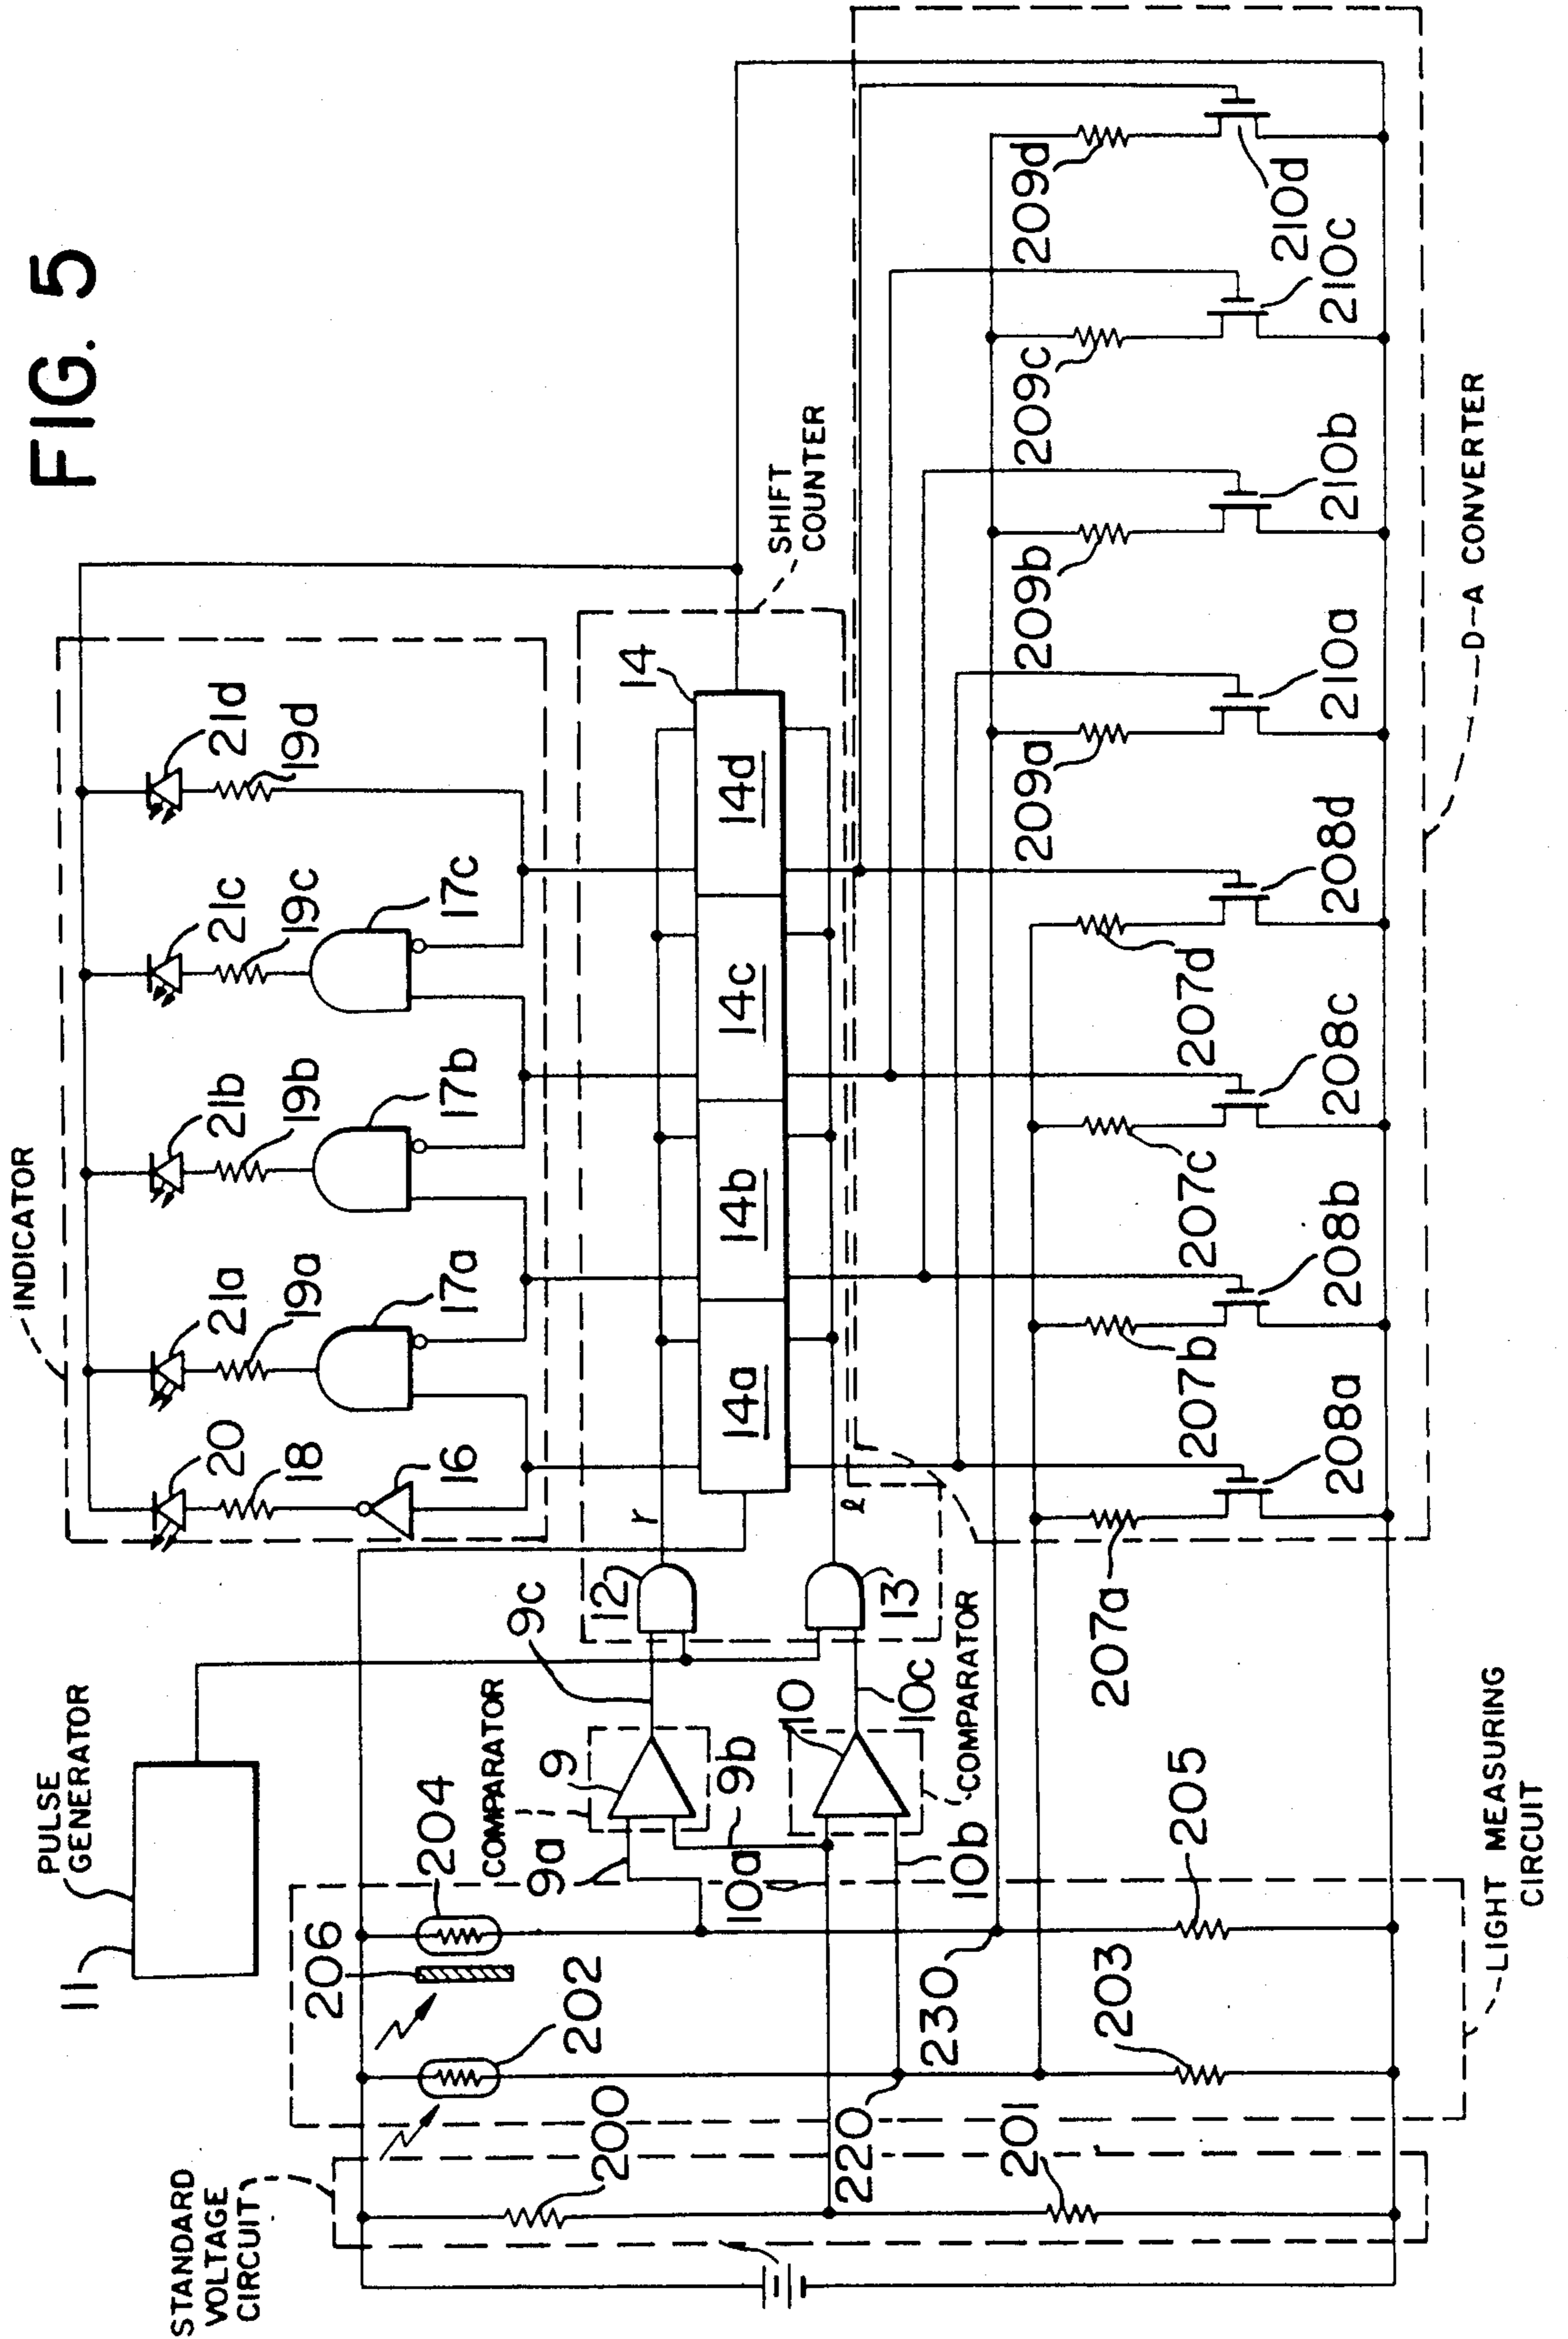 FIG. 5
INDICATOR
20
21a
21b
21c
21d
18
19a
19b
19c
19d
16
17a
17b
17c
PULSE
GENERATOR
11
SHIFT
COUNTER
14
r
14a
14b
14c
14d
ℓ
12
13
9c
10c
COMPARATOR
9
9a
9b
10
10a
10b
COMPARATOR
STANDARD
VOLTAGE
CIRCUIT
200
201
202
203
204
205
206
220
230
LIGHT MEASURING
CIRCUIT
207a
207b
207c
207d
208a
208b
208c
208d
209a
209b
209c
209d
210a
210b
210c
210d
D-A CONVERTER